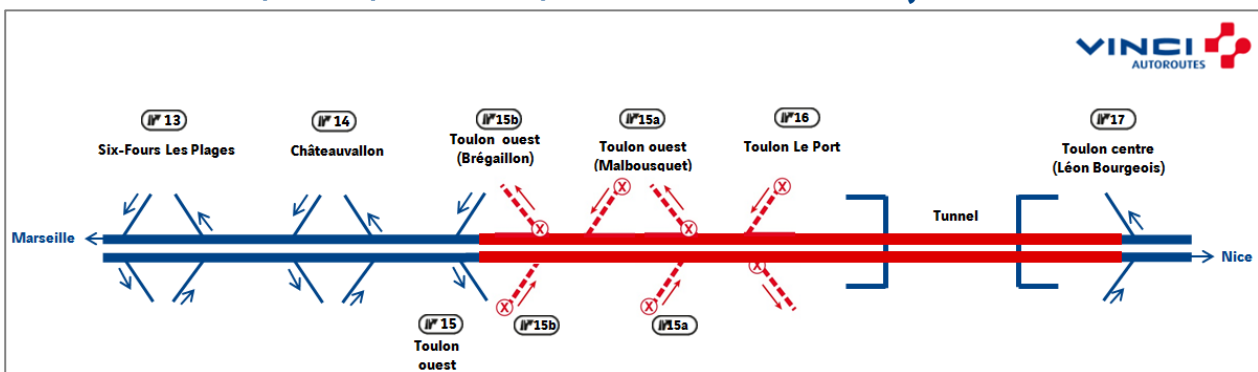 VINCI
AUTOROUTES
N° 13
Six-Fours Les Plages
N° 14
Châteauvallon
N°15b
Toulon ouest
(Brégaillon)
N°15a
Toulon ouest
(Malbousquet)
N°16
Toulon Le Port
N°17
Toulon centre
(Léon Bourgeois)
Tunnel
Marseille
Nice
X
X
X
X
X
X
X
X
N° 15
Toulon
ouest
N°15b
N°15a